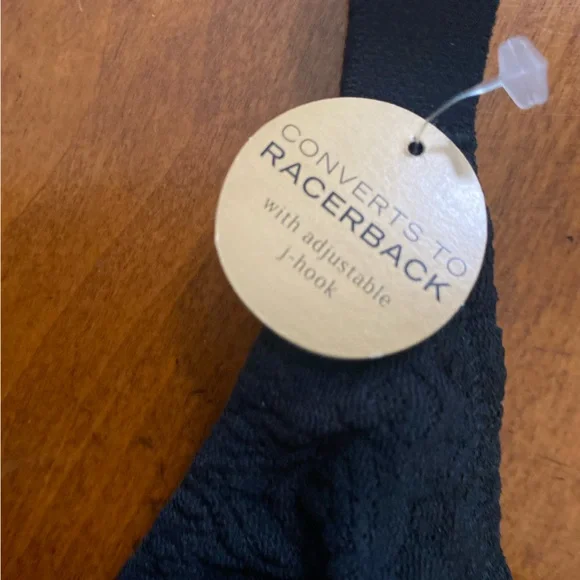 CONVERTS TO
RACERBACK
with adjustable
j-hook